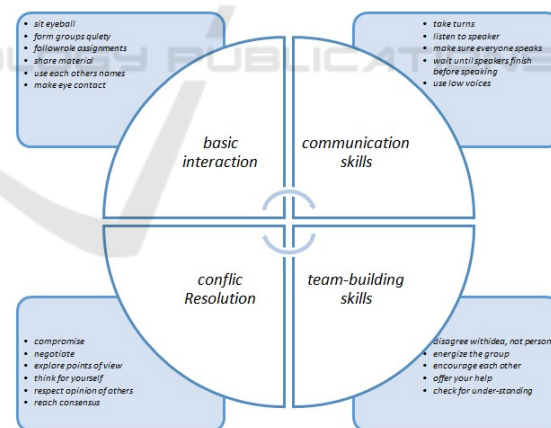 • sit eyeball
• form groups quiety
• followrole assignments
• share material
• use each others names
• make eye contact
• take turns
• listen to speaker
• make sure everyone speaks
• wait until speakers finish
before speaking
• use low voices
basic
interaction
communication
skills
conflic
Resolution
team-building
skills
• compromise
• negotiate
• explore points of view
• think for yourself
• respect opinion of others
• reach consensus
disagree withidea, not person
• energize the group
• encourage each other
• offer your help
• check for under-standing